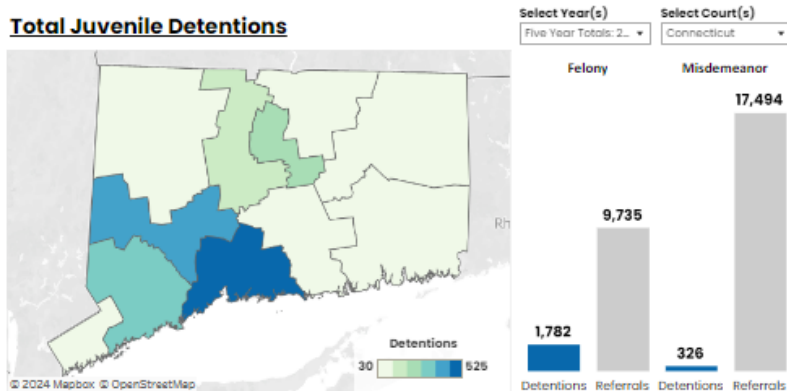 Total Juvenile Detentions
Select Year(s)
Select Court(s)
Five Year Totals: 2...
Connecticut
Felony
Misdemeanor
17,494
9,735
1,782
326
Detentions
Referrals
Detentions
Referrals
Rh
Detentions
30
525
© 2024 Mapbox © OpenStreetMap